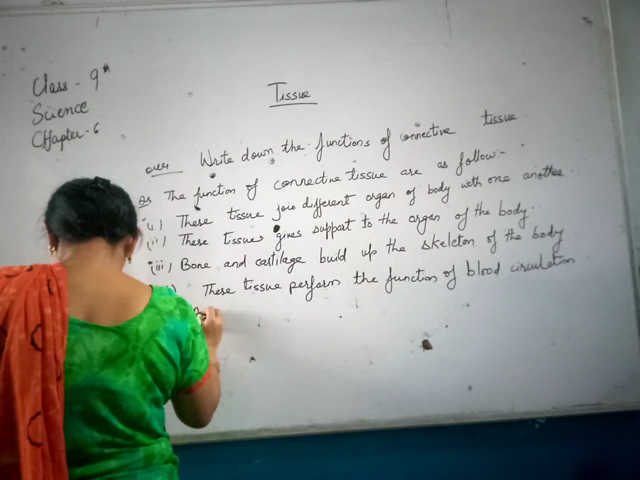 Class - 9th
Science
Chapter - 6
Tissue
Write down the functions of connective tissue
The function of connective tissue are as follow:-
(i) These tissue join different organ of body with one another
(ii) These tissues gives support to the organ of the body.
(iii) Bone and cartilage build up the skeleton of the body
These tissue perform the function of blood circulation